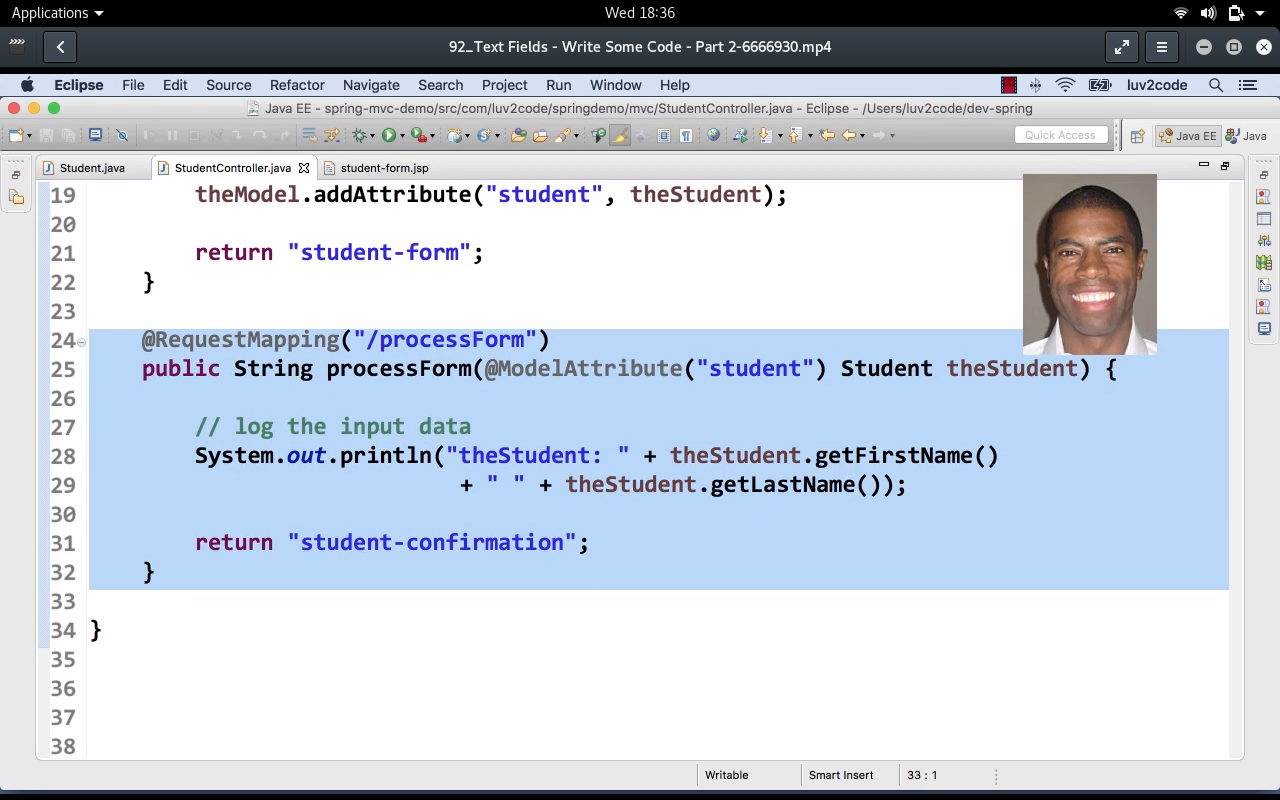 Applications
Wed 18:36
92_Text Fields - Write Some Code - Part 2-6666930.mp4
Eclipse File Edit Source Refactor Navigate Search Project Run Window Help luv2code
Java EE - spring-mvc-demo/src/com/luv2code/springdemo/mvc/StudentController.java - Eclipse - /Users/luv2code/dev-spring
Quick Access Java EE Java
Student.java StudentController.java student-form.jsp
19 theModel.addAttribute("student", theStudent);
20
21 return "student-form";
22 }
23
24 @RequestMapping("/processForm")
25 public String processForm(@ModelAttribute("student") Student theStudent) {
26
27 // log the input data
28 System.out.println("theStudent: " + theStudent.getFirstName()
29 + " " + theStudent.getLastName());
30
31 return "student-confirmation";
32 }
33
34 }
35
36
37
38
Writable Smart Insert 33 : 1